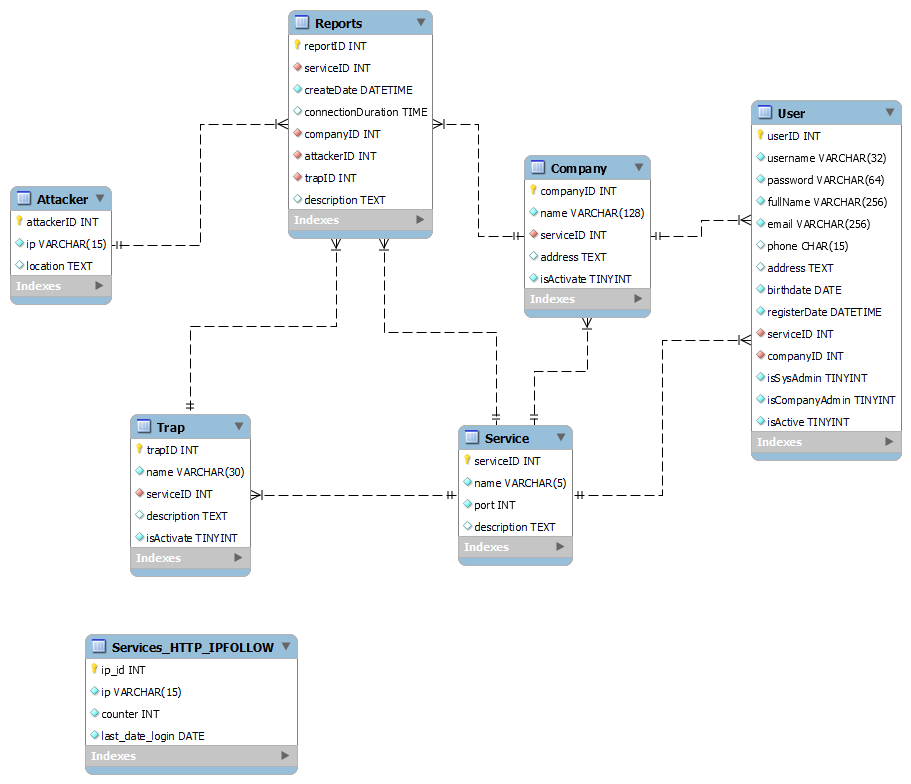 Reports
reportID INT
serviceID INT
createDate DATETIME
connectionDuration TIME
companyID INT
attackerID INT
trapID INT
description TEXT
Indexes
User
userID INT
username VARCHAR(32)
password VARCHAR(64)
fullName VARCHAR(256)
email VARCHAR(256)
phone CHAR(15)
address TEXT
birthdate DATE
registerDate DATETIME
serviceID INT
companyID INT
isSysAdmin TINYINT
isCompanyAdmin TINYINT
isActive TINYINT
Indexes
Company
companyID INT
name VARCHAR(128)
serviceID INT
address TEXT
isActivate TINYINT
Indexes
Attacker
attackerID INT
ip VARCHAR(15)
location TEXT
Indexes
Trap
trapID INT
name VARCHAR(30)
serviceID INT
description TEXT
isActivate TINYINT
Indexes
Service
serviceID INT
name VARCHAR(5)
port INT
description TEXT
Indexes
Services_HTTP_IPFOLLOW
ip_id INT
ip VARCHAR(15)
counter INT
last_date_login DATE
Indexes